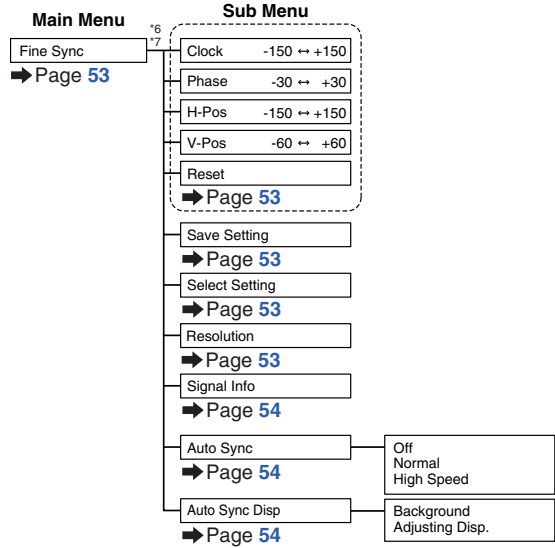 Main Menu
Sub Menu
*6
*7
Fine Sync
➡ Page 53
Clock -150 ↔ +150
Phase -30 ↔ +30
H-Pos -150 ↔ +150
V-Pos -60 ↔ +60
Reset
➡ Page 53
Save Setting
➡ Page 53
Select Setting
➡ Page 53
Resolution
➡ Page 53
Signal Info
➡ Page 54
Auto Sync
➡ Page 54
Off
Normal
High Speed
Auto Sync Disp
➡ Page 54
Background
Adjusting Disp.